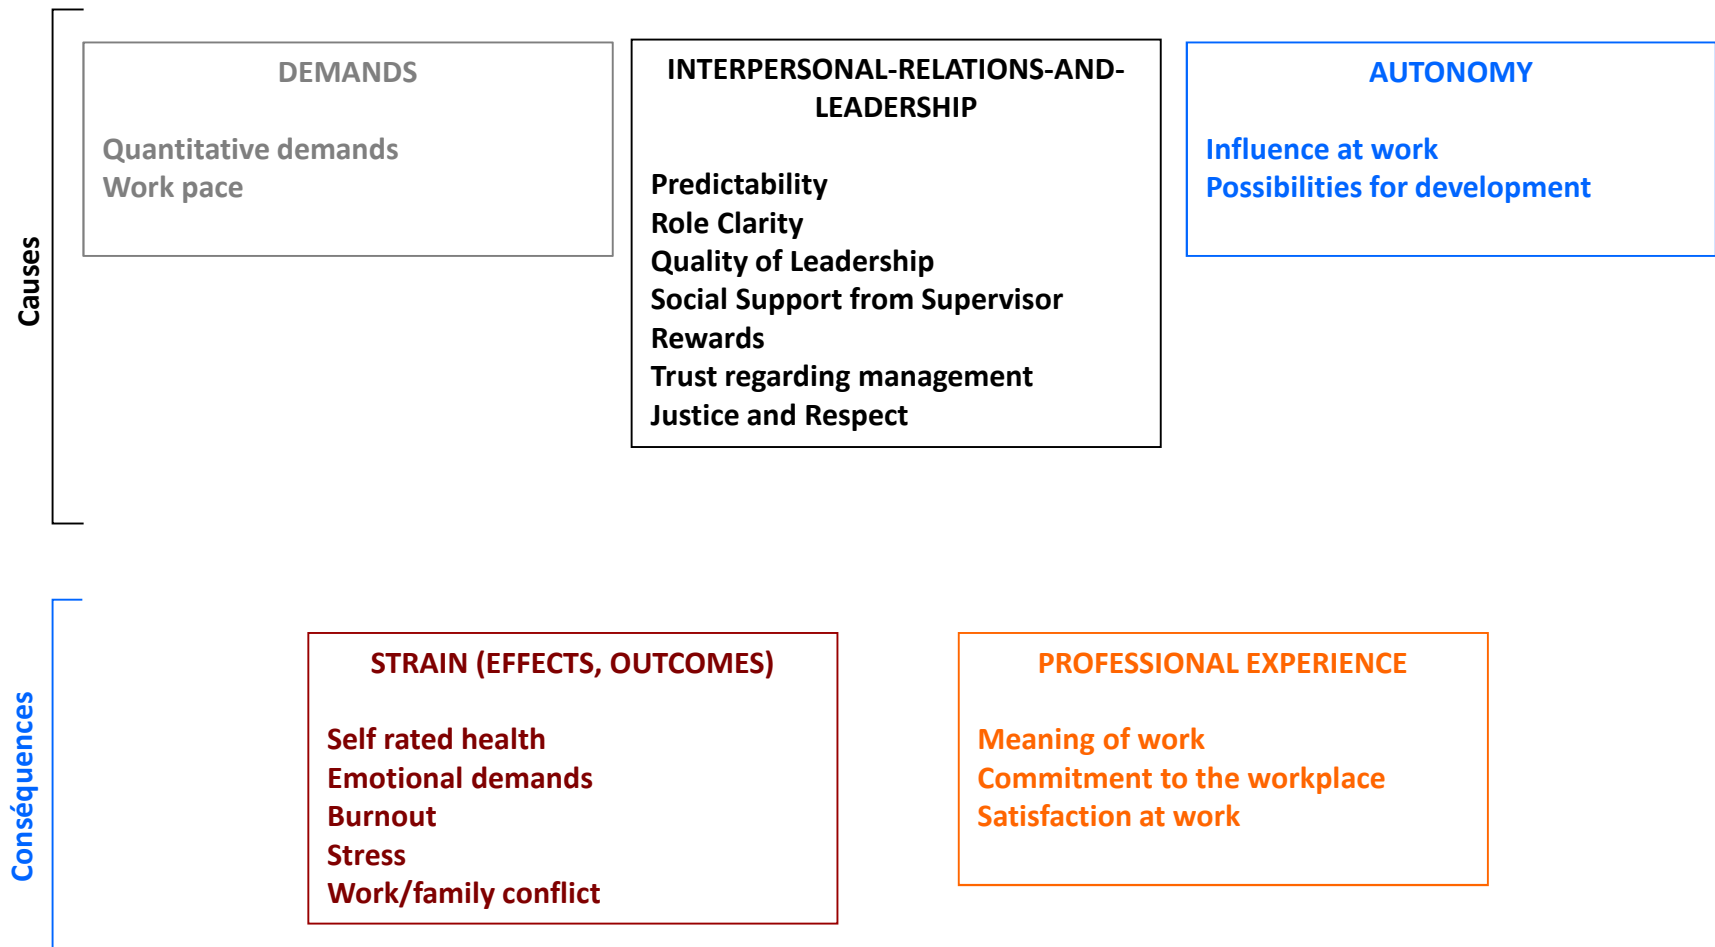 Causes
DEMANDS
Quantitative demands
Work pace
INTERPERSONAL-RELATIONS-AND-
LEADERSHIP
Predictability
Role Clarity
Quality of Leadership
Social Support from Supervisor
Rewards
Trust regarding management
Justice and Respect
AUTONOMY
Influence at work
Possibilities for development
Conséquences
STRAIN (EFFECTS, OUTCOMES)
Self rated health
Emotional demands
Burnout
Stress
Work/family conflict
PROFESSIONAL EXPERIENCE
Meaning of work
Commitment to the workplace
Satisfaction at work